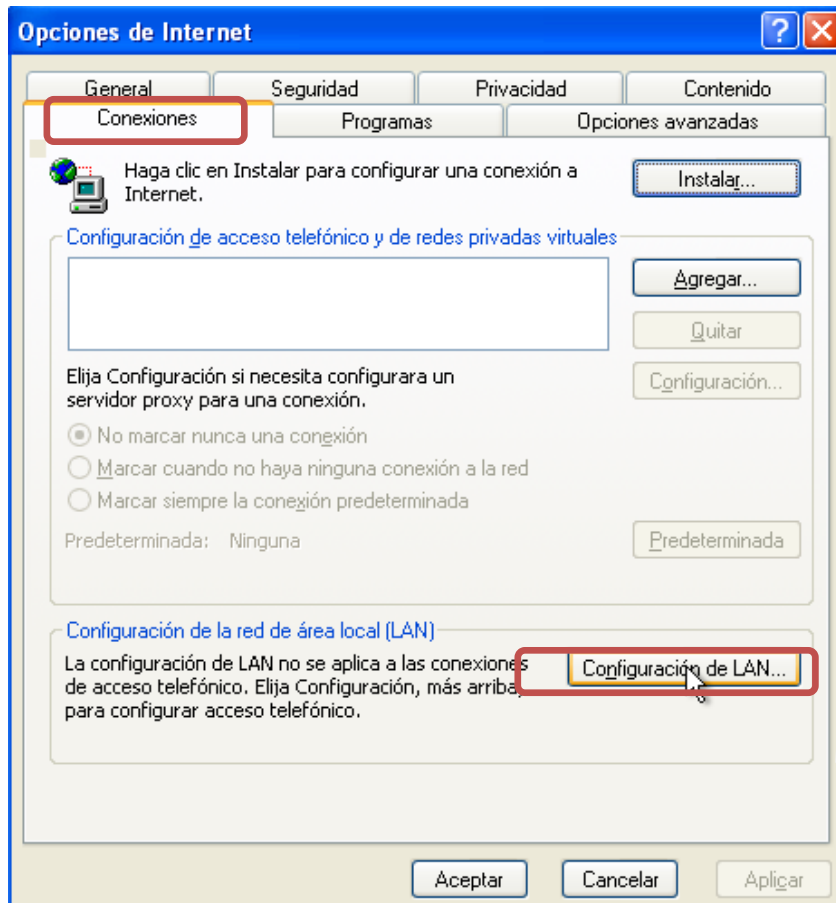 Opciones de Internet
General
Seguridad
Privacidad
Contenido
Conexiones
Programas
Opciones avanzadas
Haga clic en Instalar para configurar una conexión a
Internet.
Instalar...
Configuración de acceso telefónico y de redes privadas virtuales
Agregar...
Quitar
Elija Configuración si necesita configurara un
servidor proxy para una conexión.
Configuración...
No marcar nunca una conexión
Marcar cuando no haya ninguna conexión a la red
Marcar siempre la conexión predeterminada
Predeterminada: Ninguna
Predeterminada
Configuración de la red de área local (LAN)
La configuración de LAN no se aplica a las conexiones
de acceso telefónico. Elija Configuración, más arriba,
para configurar acceso telefónico.
Configuración de LAN...
Aceptar
Cancelar
Aplicar